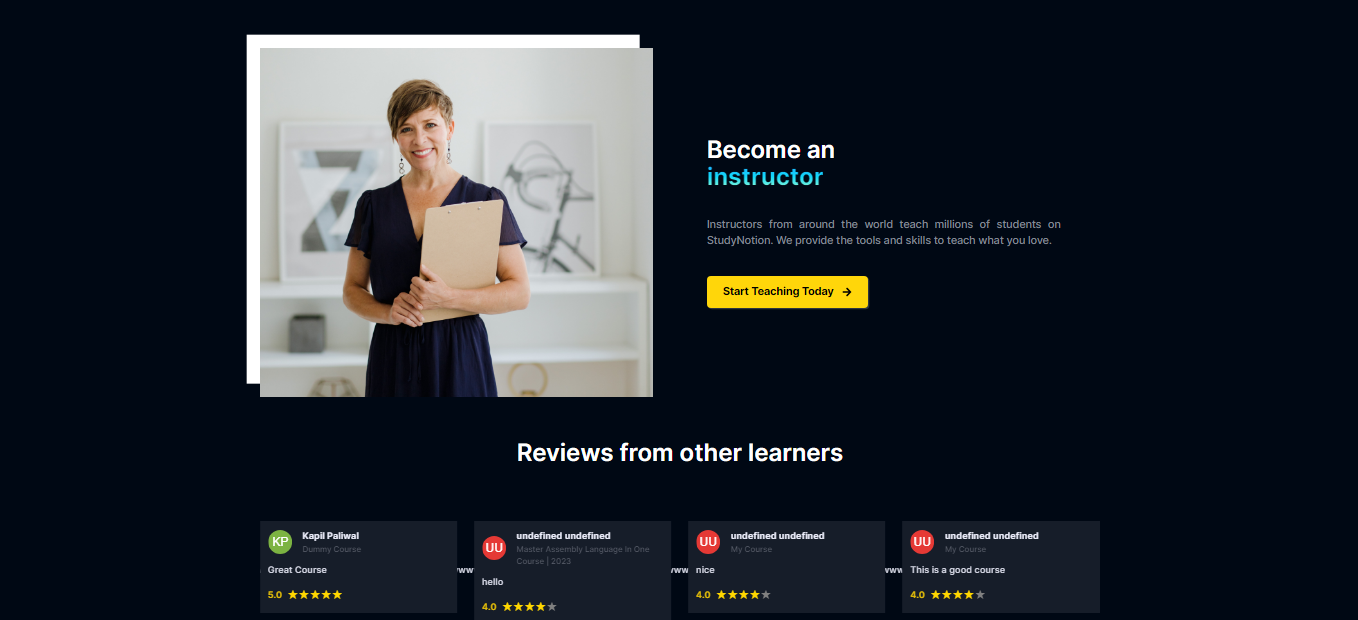 Become an
instructor
Instructors from around the world teach millions of students on
StudyNotion. We provide the tools and skills to teach what you love.
Start Teaching Today →
Reviews from other learners
KP
Kapil Paliwal
Dummy Course
Great Course
5.0
UU
undefined undefined
Master Assembly Language In One
Course | 2023
hello
4.0
UU
undefined undefined
My Course
nice
4.0
UU
undefined undefined
My Course
This is a good course
4.0